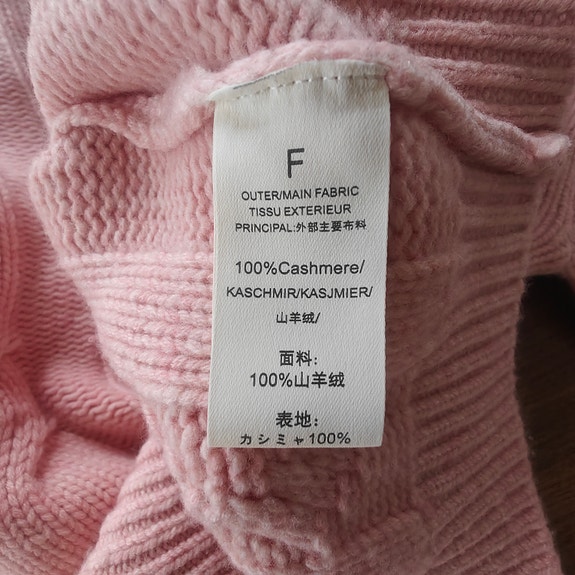 F
OUTER/MAIN FABRIC
TISSU EXTERIEUR
PRINCIPAL:外部主要布料
100%Cashmere/
KASCHMIR/KASJMIER/
山羊绒/
面料:
100%山羊绒
表地:
カシミャ100%